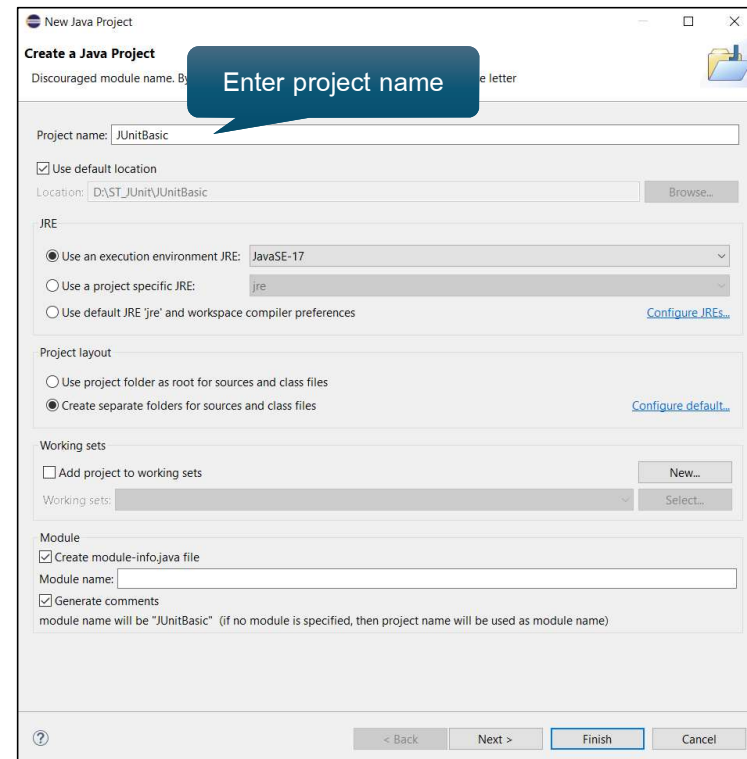 New Java Project
Create a Java Project
Discouraged module name. By
e letter
Enter project name
Project name: JUnitBasic
Use default location
Location: D:\ST_JUnit\JUnitBasic Browse...
JRE
Use an execution environment JRE: JavaSE-17
Use a project specific JRE: jre
Use default JRE 'jre' and workspace compiler preferences Configure JREs...
Project layout
Use project folder as root for sources and class files
Create separate folders for sources and class files Configure default...
Working sets
Add project to working sets New...
Working sets: Select...
Module
Create module-info.java file
Module name:
Generate comments
module name will be "JUnitBasic" (if no module is specified, then project name will be used as module name)
? < Back Next > Finish Cancel